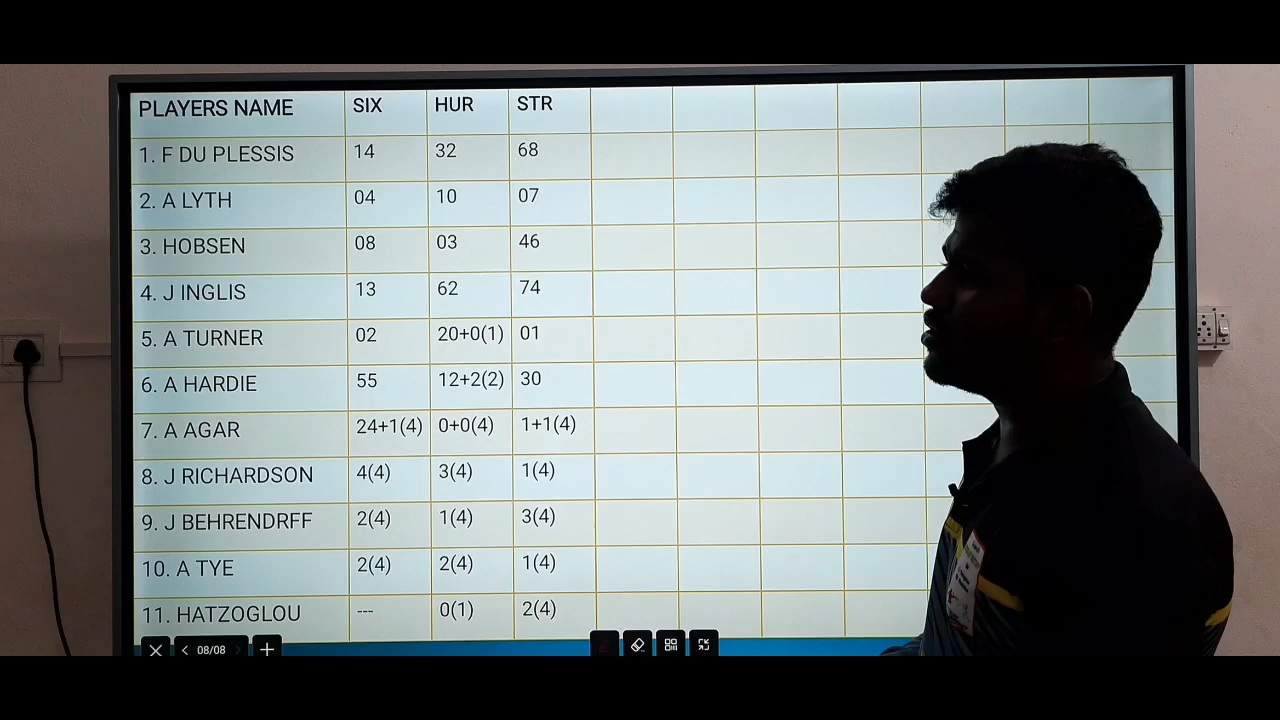 PLAYERS NAME SIX HUR STR
1. F DU PLESSIS 14 32 68
2. A LYTH 04 10 07
3. HOBSEN 08 03 46
4. J INGLIS 13 62 74
5. A TURNER 02 20+0(1) 01
6. A HARDIE 55 12+2(2) 30
7. A AGAR 24+1(4) 0+0(4) 1+1(4)
8. J RICHARDSON 4(4) 3(4) 1(4)
9. J BEHRENDRFF 2(4) 1(4) 3(4)
10. A TYE 2(4) 2(4) 1(4)
11. HATZOGLOU --- 0(1) 2(4)
08/08